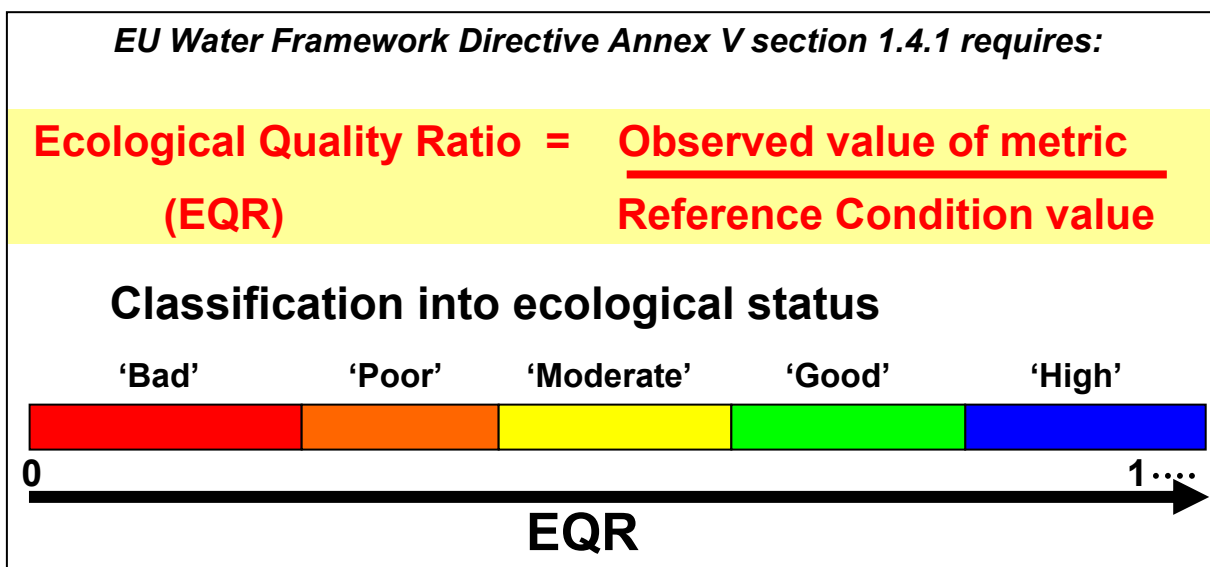 EU Water Framework Directive Annex V section 1.4.1 requires:
Ecological Quality Ratio = Observed value of metric
(EQR) Reference Condition value
Classification into ecological status
‘Bad’ ‘Poor’ ‘Moderate’ ‘Good’ ‘High’
0 1....
EQR